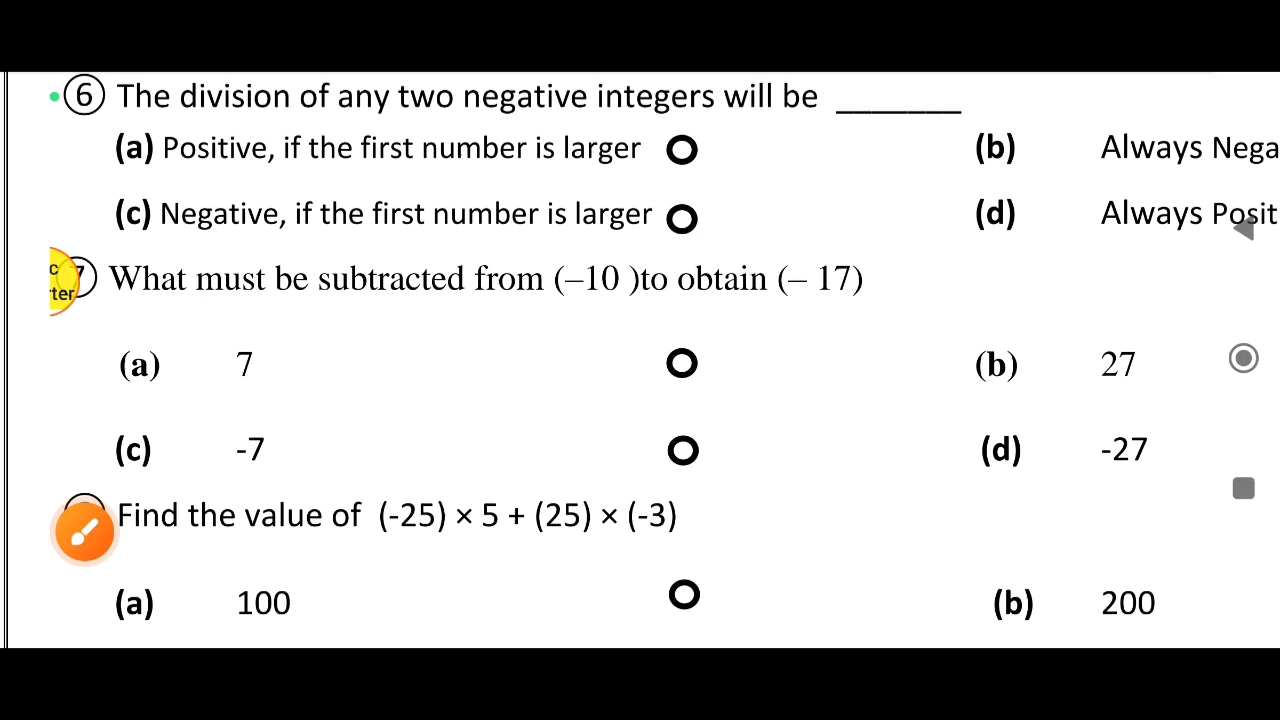 6 The division of any two negative integers will be _______
(a) Positive, if the first number is larger (b) Always Nega
(c) Negative, if the first number is larger (d) Always Posit
7 What must be subtracted from (–10 )to obtain (– 17)
(a) 7 (b) 27
(c) -7 (d) -27
Find the value of (-25) × 5 + (25) × (-3)
(a) 100 (b) 200